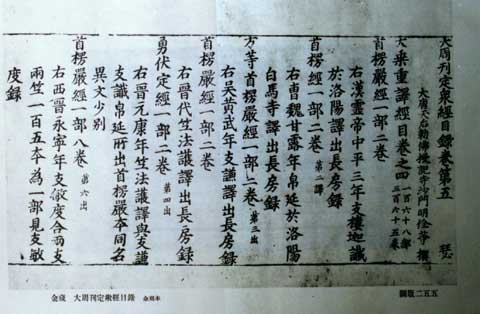 大周刊定衆經目錄卷第五
大唐天后勑佛授記寺沙門明佺等撰
大乘重譯經目卷之四 一百六十八部 三百六十五卷
首楞嚴經一部二卷
右漢靈帝中平三年支樓迦讖
於洛陽譯出長房錄
首楞嚴經一部二卷 第二譯
右曹魏甘露年帛延於洛陽
白馬寺譯出長房錄
方等首楞嚴經一部二卷 第三出
右吳黃武年支謙譯出長房錄
首楞嚴經一部二卷
右晉代竺法護譯出長房錄
勇伏定經一部二卷 第四出
右晉元康年竺法護譯與支謙
支讖帛延所出首楞嚴本同名
異文少別
首楞嚴經一部八卷 第六出
右西晉永寧年支敏度合兩支
兩竺一百五本為一部見支敏
度錄
金藏 大周刊定衆經目錄 金刻本
圖版二五五